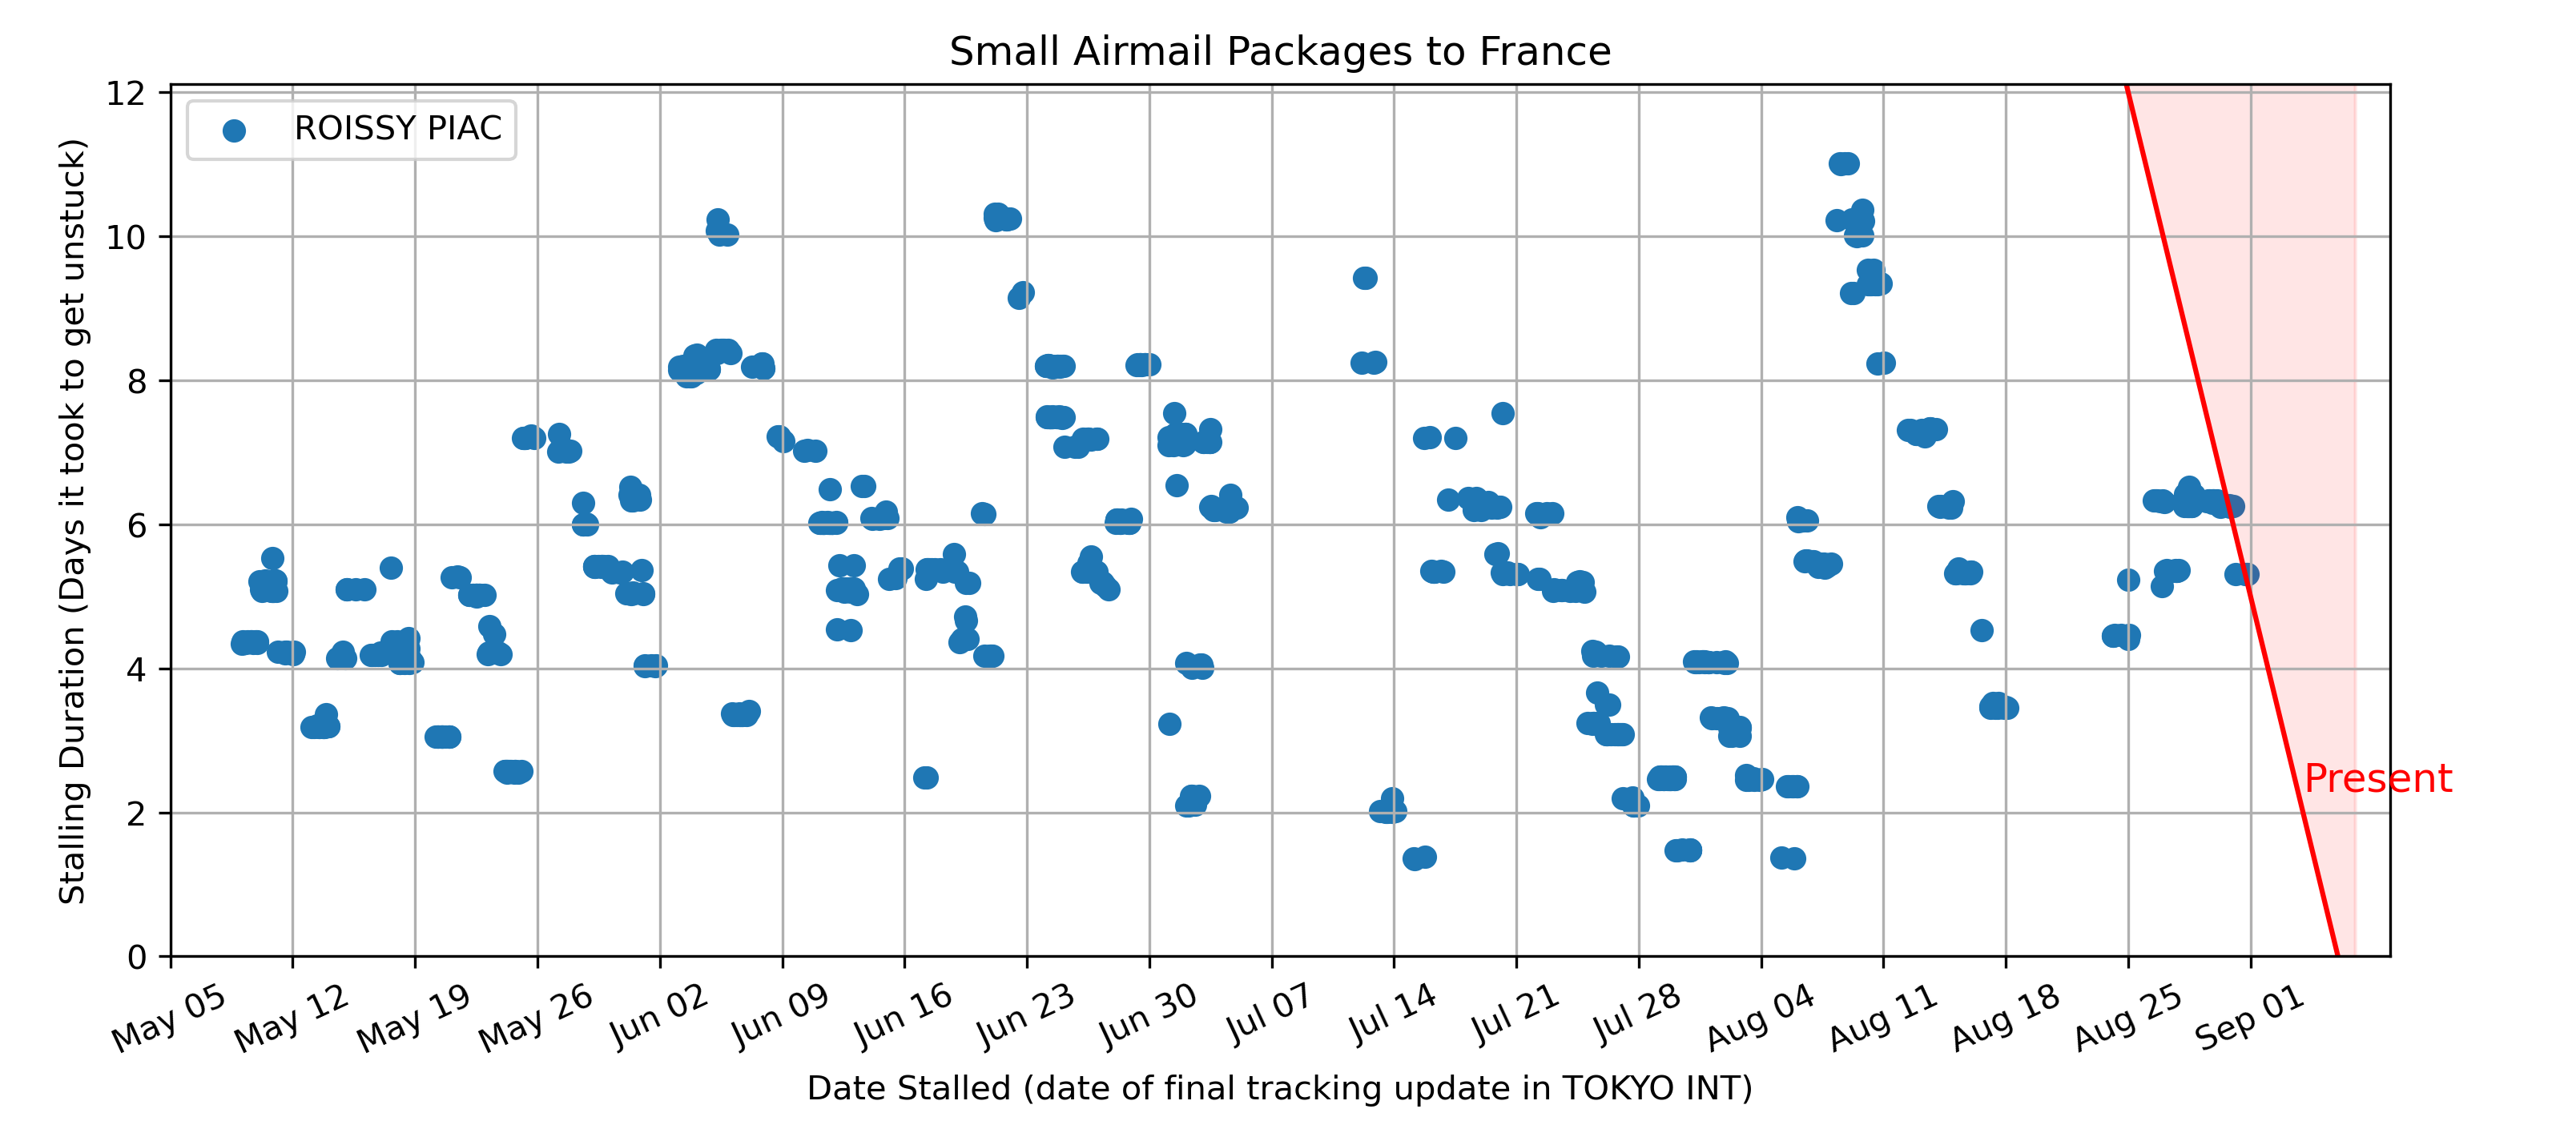 Small Airmail Packages to France
ROISSY PIAC
Stalling Duration (Days it took to get unstuck)
12
10
8
6
4
2
0
Present
May 05
May 12
May 19
May 26
Jun 02
Jun 09
Jun 16
Jun 23
Jun 30
Jul 07
Jul 14
Jul 21
Jul 28
Aug 04
Aug 11
Aug 18
Aug 25
Sep 01
Date Stalled (date of final tracking update in TOKYO INT)